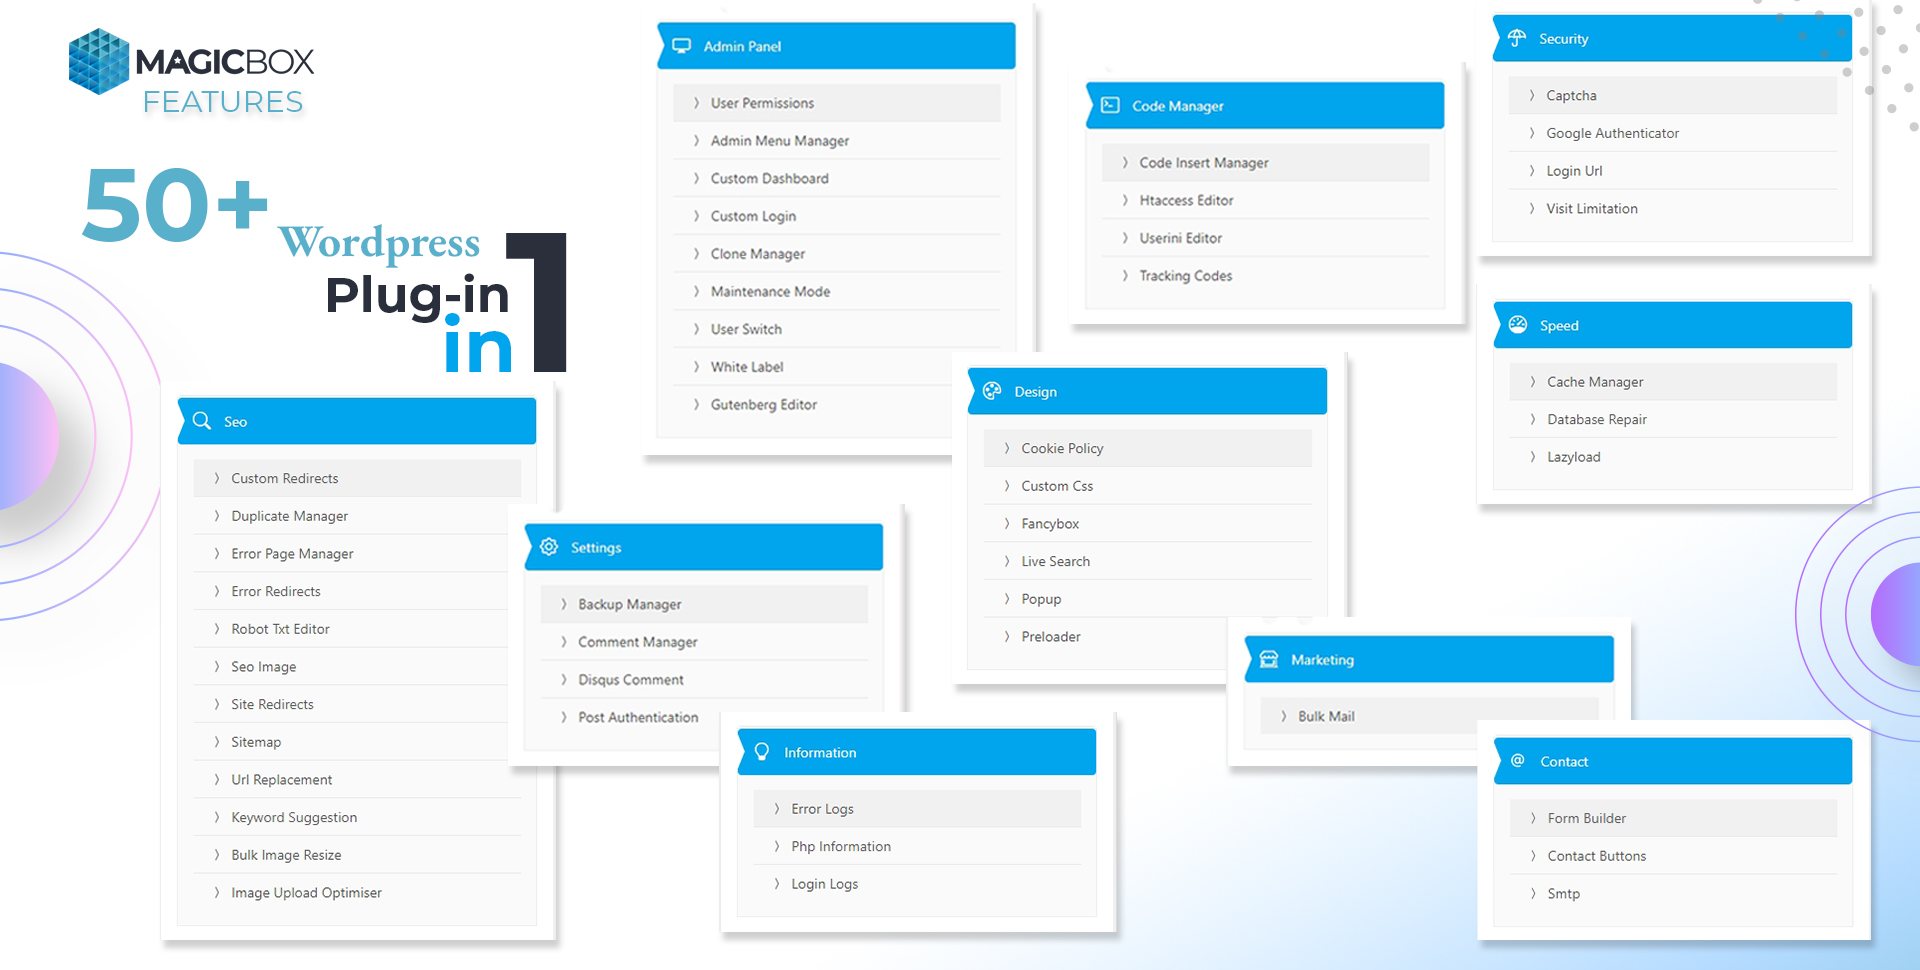 MAGICBOX
FEATURES
50+
Wordpress
Plug-in
in 1
Admin Panel
User Permissions
Admin Menu Manager
Custom Dashboard
Custom Login
Clone Manager
Maintenance Mode
User Switch
White Label
Gutenberg Editor
Code Manager
Code Insert Manager
Htaccess Editor
Userini Editor
Tracking Codes
Security
Captcha
Google Authenticator
Login Url
Visit Limitation
Speed
Cache Manager
Database Repair
Lazyload
Seo
Custom Redirects
Duplicate Manager
Error Page Manager
Error Redirects
Robot Txt Editor
Seo Image
Site Redirects
Sitemap
Url Replacement
Keyword Suggestion
Bulk Image Resize
Image Upload Optimiser
Settings
Backup Manager
Comment Manager
Disqus Comment
Post Authentication
Design
Cookie Policy
Custom Css
Fancybox
Live Search
Popup
Preloader
Information
Error Logs
Php Information
Login Logs
Marketing
Bulk Mail
@ Contact
Form Builder
Contact Buttons
Smtp